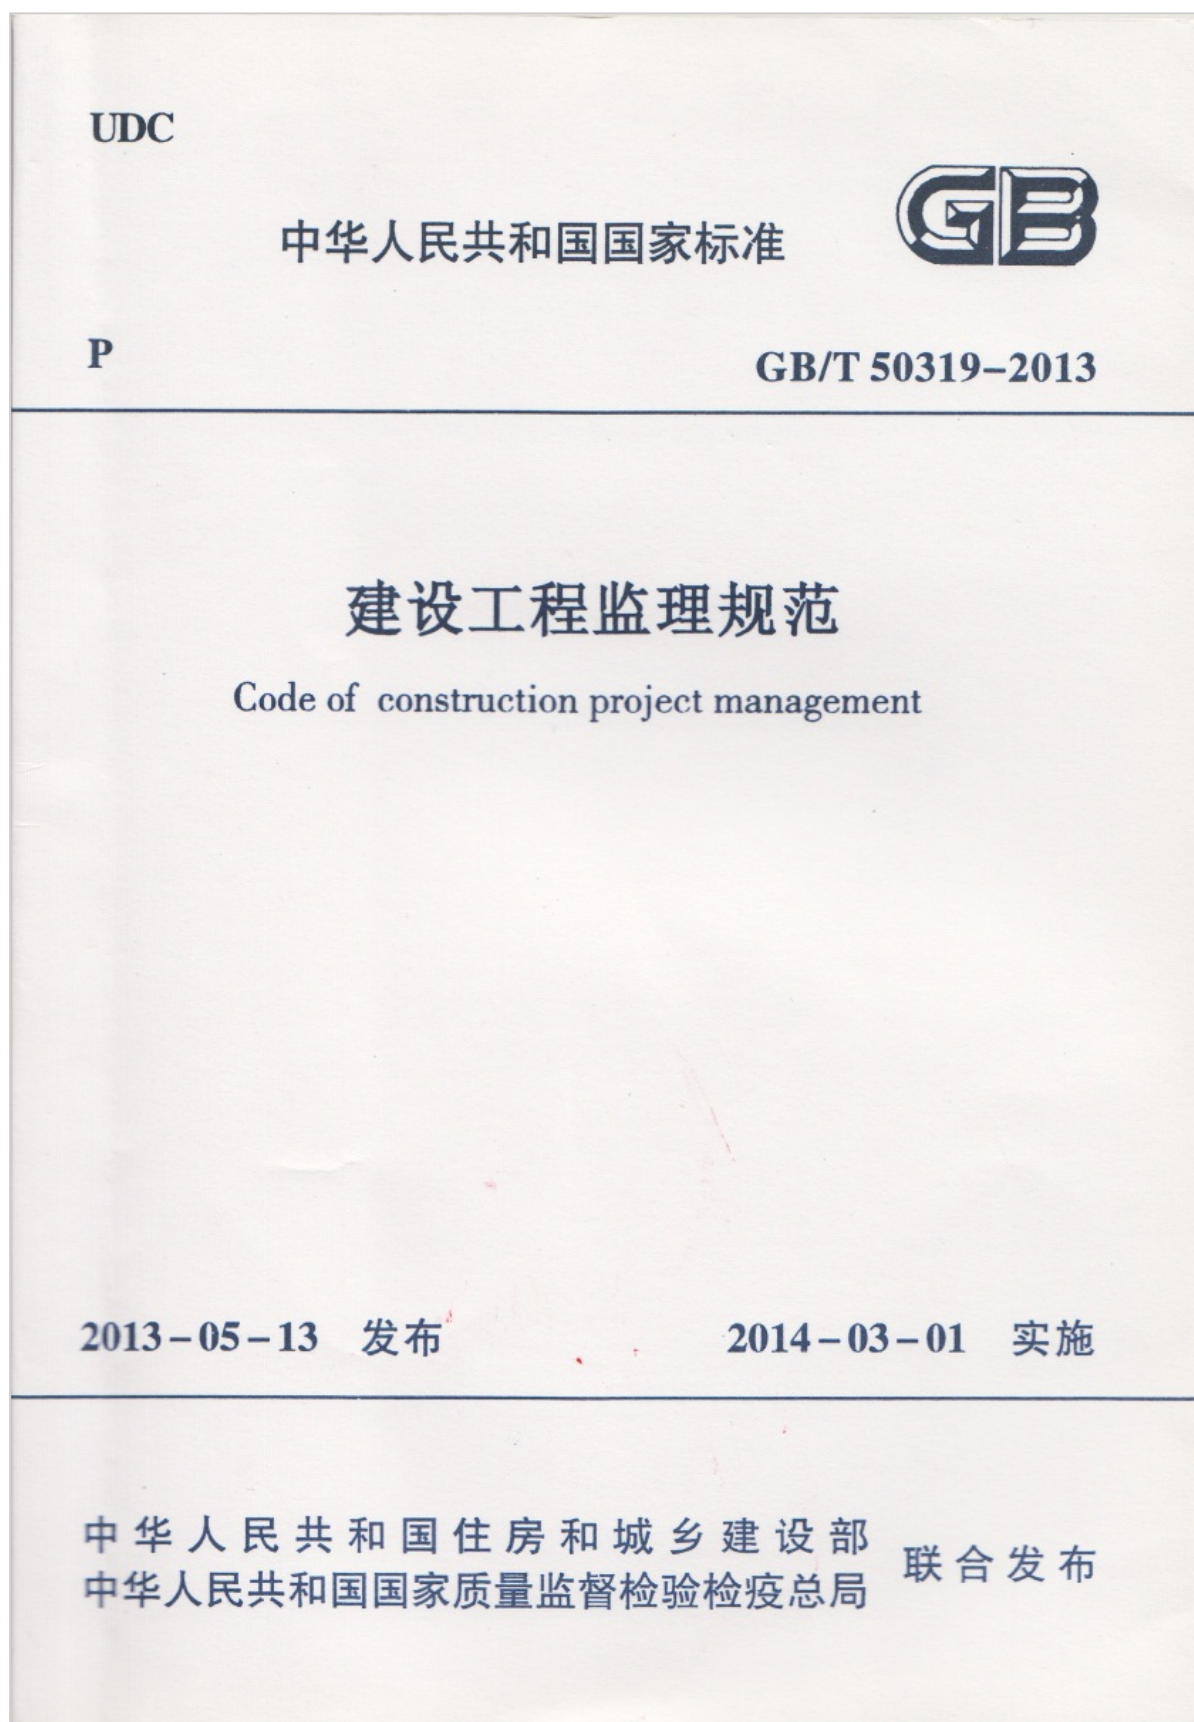 UDC
GB
中华人民共和国国家标准
P
GB/T 50319-2013
建设工程监理规范
Code of construction project management
2013-05-13 发布
2014-03-01 实施
中华人民共和国住房和城乡建设部
中华人民共和国国家质量监督检验检疫总局
联合发布